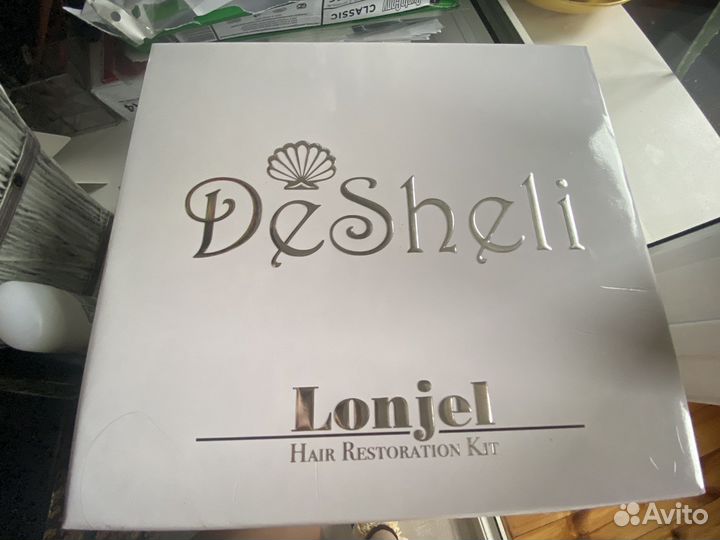 CLASSIC
DeSheli
Lonjel
HAIR RESTORATION KIT
Avito